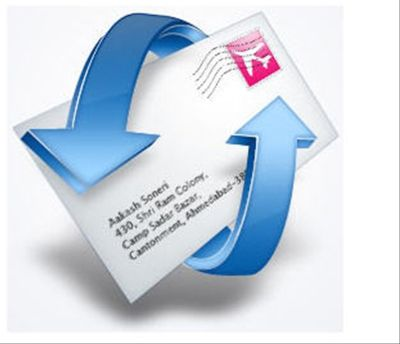 Aakash Soneri
430, Shri Ram Colony,
Camp Sadar Bazar,
Cantonment, Ahmedabad-38